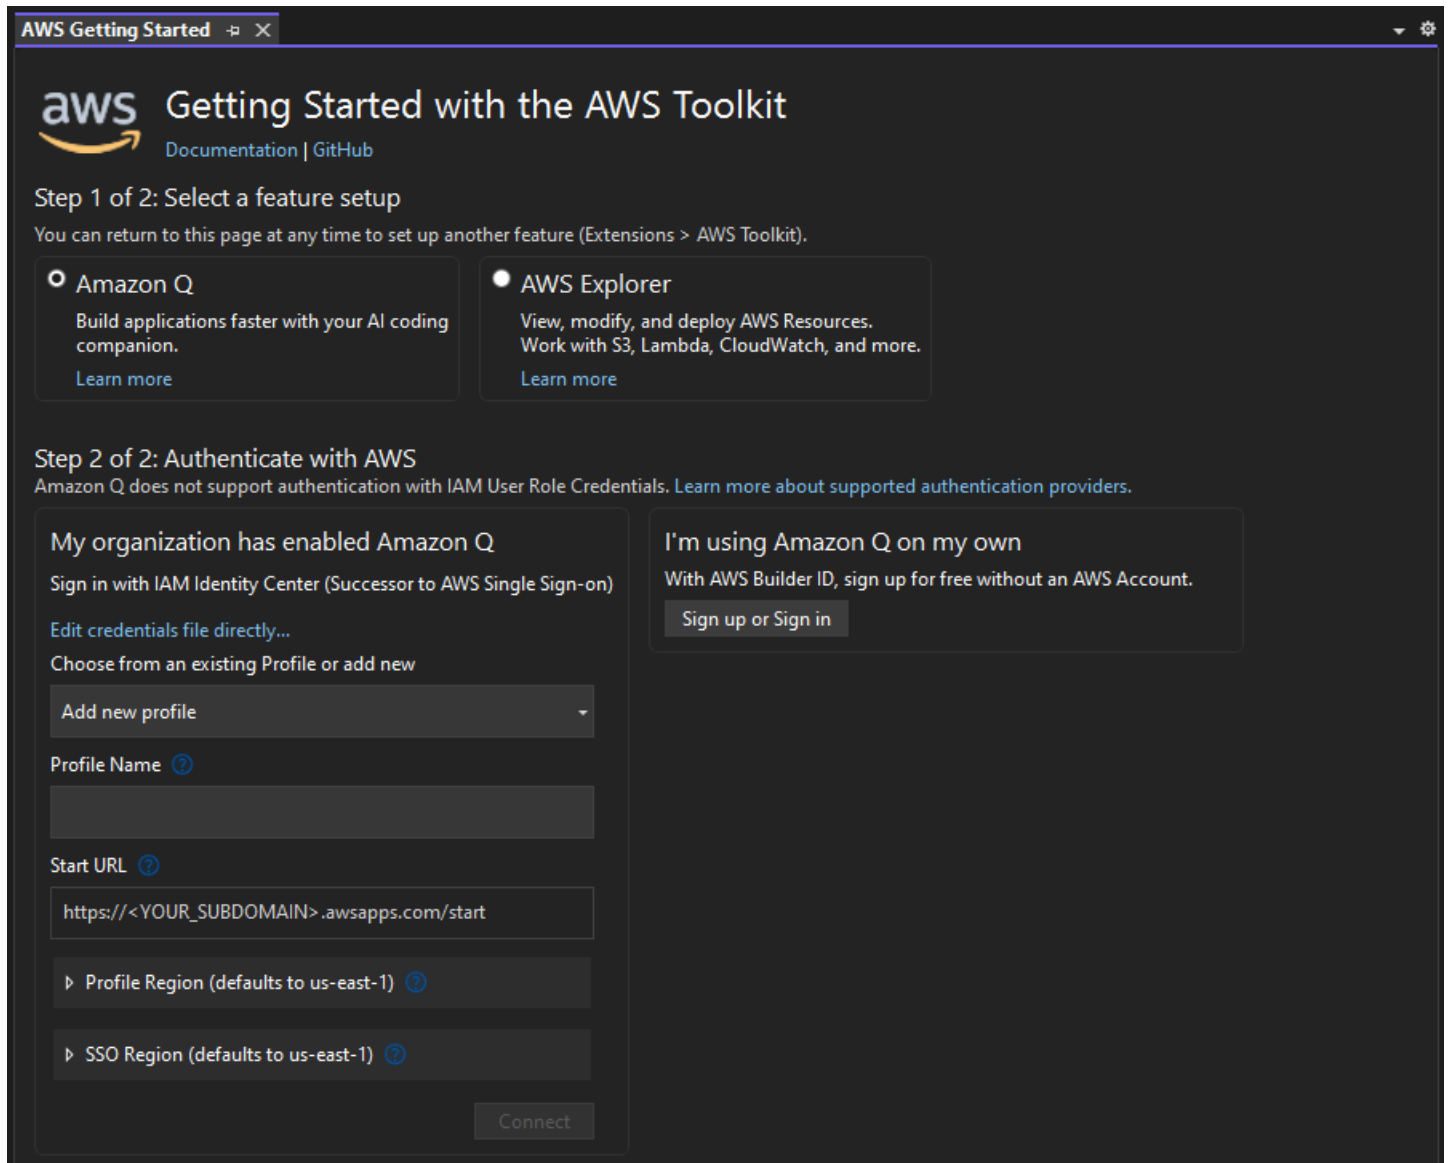 AWS Getting Started
aws
Getting Started with the AWS Toolkit
Documentation | GitHub
Step 1 of 2: Select a feature setup
You can return to this page at any time to set up another feature (Extensions > AWS Toolkit).
Amazon Q
Build applications faster with your AI coding
companion.
Learn more
AWS Explorer
View, modify, and deploy AWS Resources.
Work with S3, Lambda, CloudWatch, and more.
Learn more
Step 2 of 2: Authenticate with AWS
Amazon Q does not support authentication with IAM User Role Credentials. Learn more about supported authentication providers.
My organization has enabled Amazon Q
Sign in with IAM Identity Center (Successor to AWS Single Sign-on)
Edit credentials file directly...
Choose from an existing Profile or add new
Add new profile
Profile Name ?
Start URL ?
https://<YOUR_SUBDOMAIN>.awsapps.com/start
Profile Region (defaults to us-east-1) ?
SSO Region (defaults to us-east-1) ?
Connect
I'm using Amazon Q on my own
With AWS Builder ID, sign up for free without an AWS Account.
Sign up or Sign in